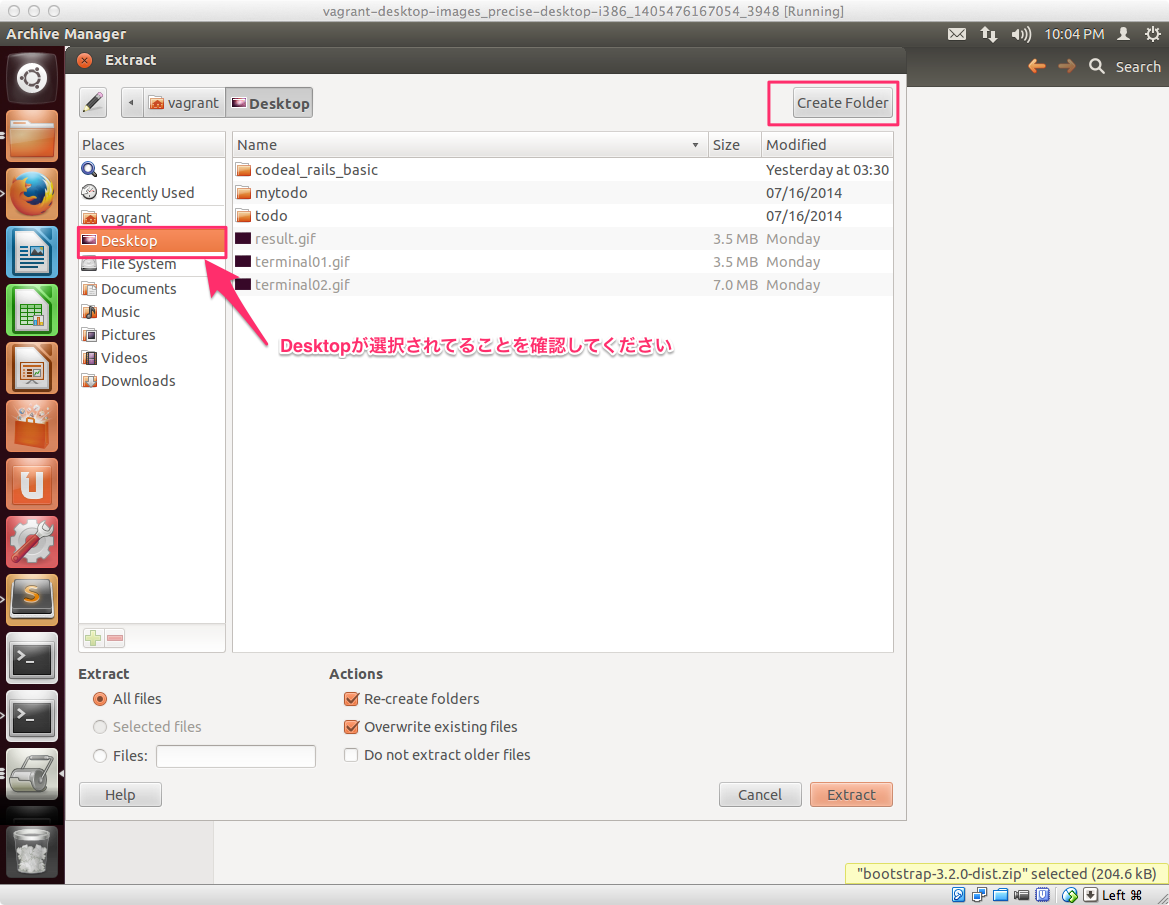 vagrant-desktop-images_precise-desktop-i386_1405476167054_3948 [Running]
Archive Manager 10:04 PM
Extract
Search
vagrant Desktop Create Folder
Places Name Size Modified
Search codeal_rails_basic Yesterday at 03:30
Recently Used mytodo 07/16/2014
vagrant todo 07/16/2014
Desktop result.gif 3.5 MB Monday
File System terminal01.gif 3.5 MB Monday
Documents terminal02.gif 7.0 MB Monday
Music
Pictures
Desktopが選択されてることを確認してください
Videos
Downloads
Extract Actions
All files Re-create folders
Selected files Overwrite existing files
Files: Do not extract older files
Help Cancel Extract
"bootstrap-3.2.0-dist.zip" selected (204.6 kB)
Left ⌘